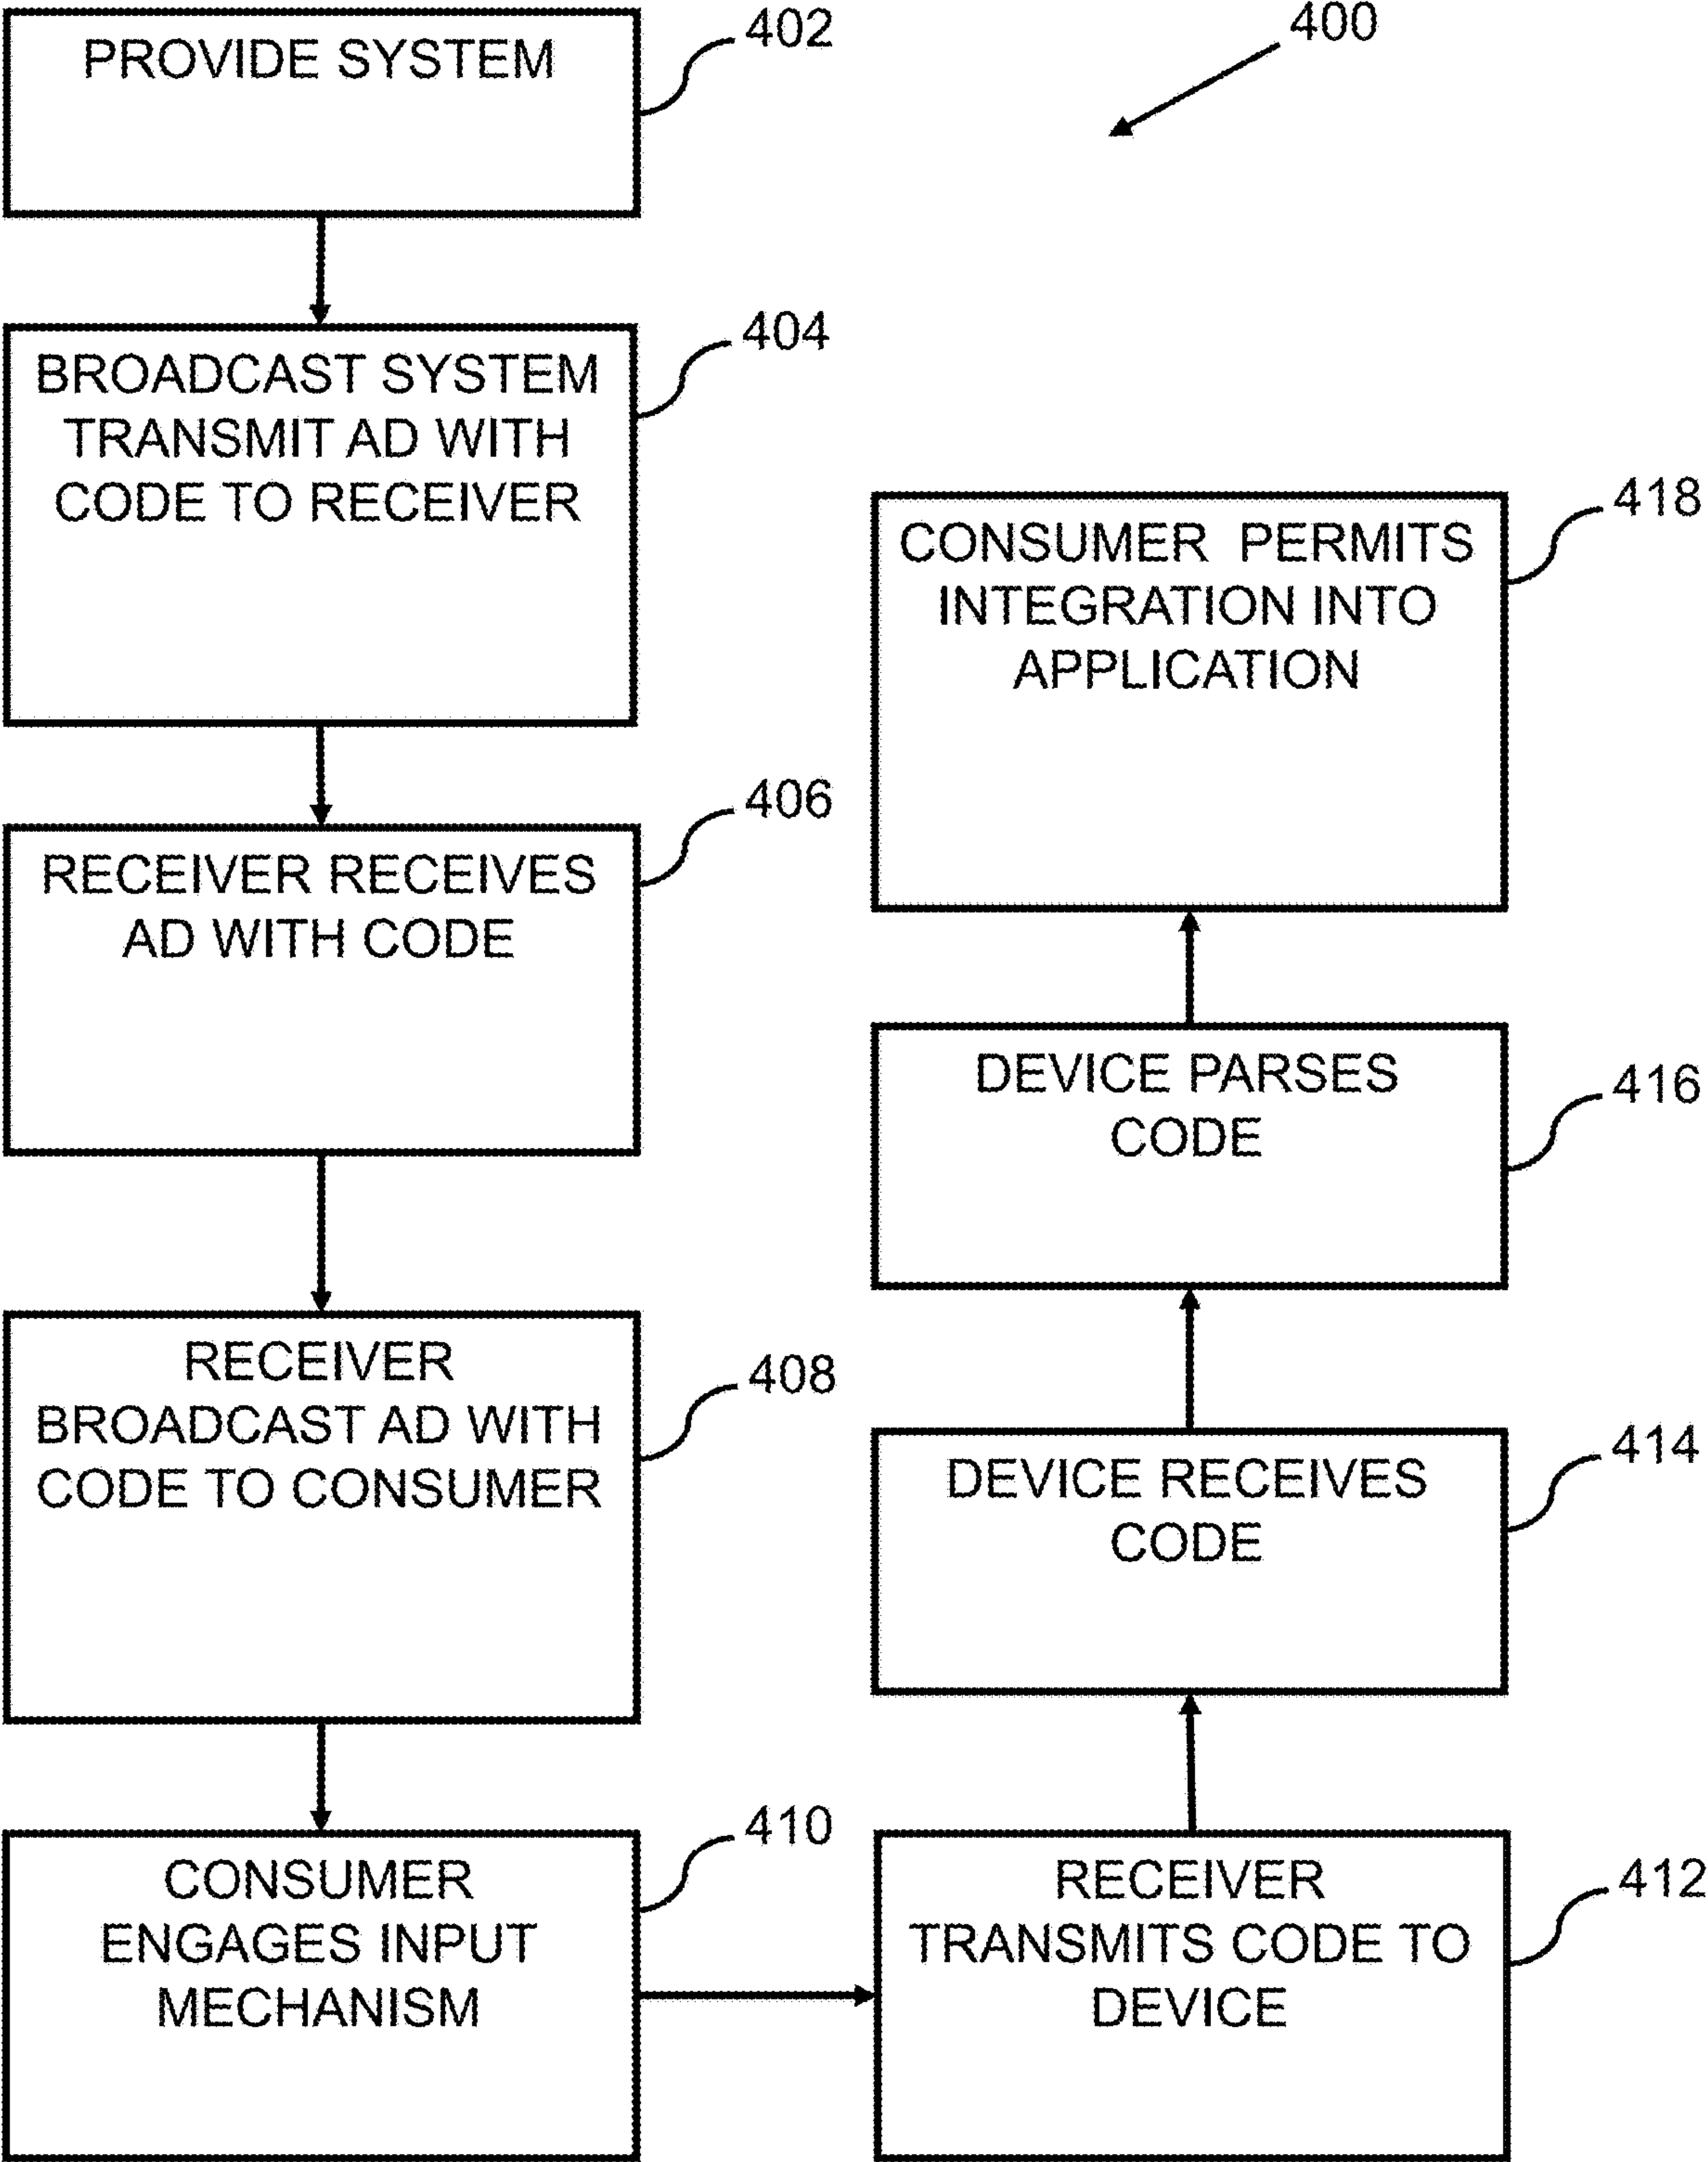 400
PROVIDE SYSTEM
402
BROADCAST SYSTEM
TRANSMIT AD WITH
CODE TO RECEIVER
404
RECEIVER RECEIVES
AD WITH CODE
406
RECEIVER
BROADCAST AD WITH
CODE TO CONSUMER
408
CONSUMER
ENGAGES INPUT
MECHANISM
410
RECEIVER
TRANSMITS CODE TO
DEVICE
412
DEVICE RECEIVES
CODE
414
DEVICE PARSES
CODE
416
CONSUMER PERMITS
INTEGRATION INTO
APPLICATION
418